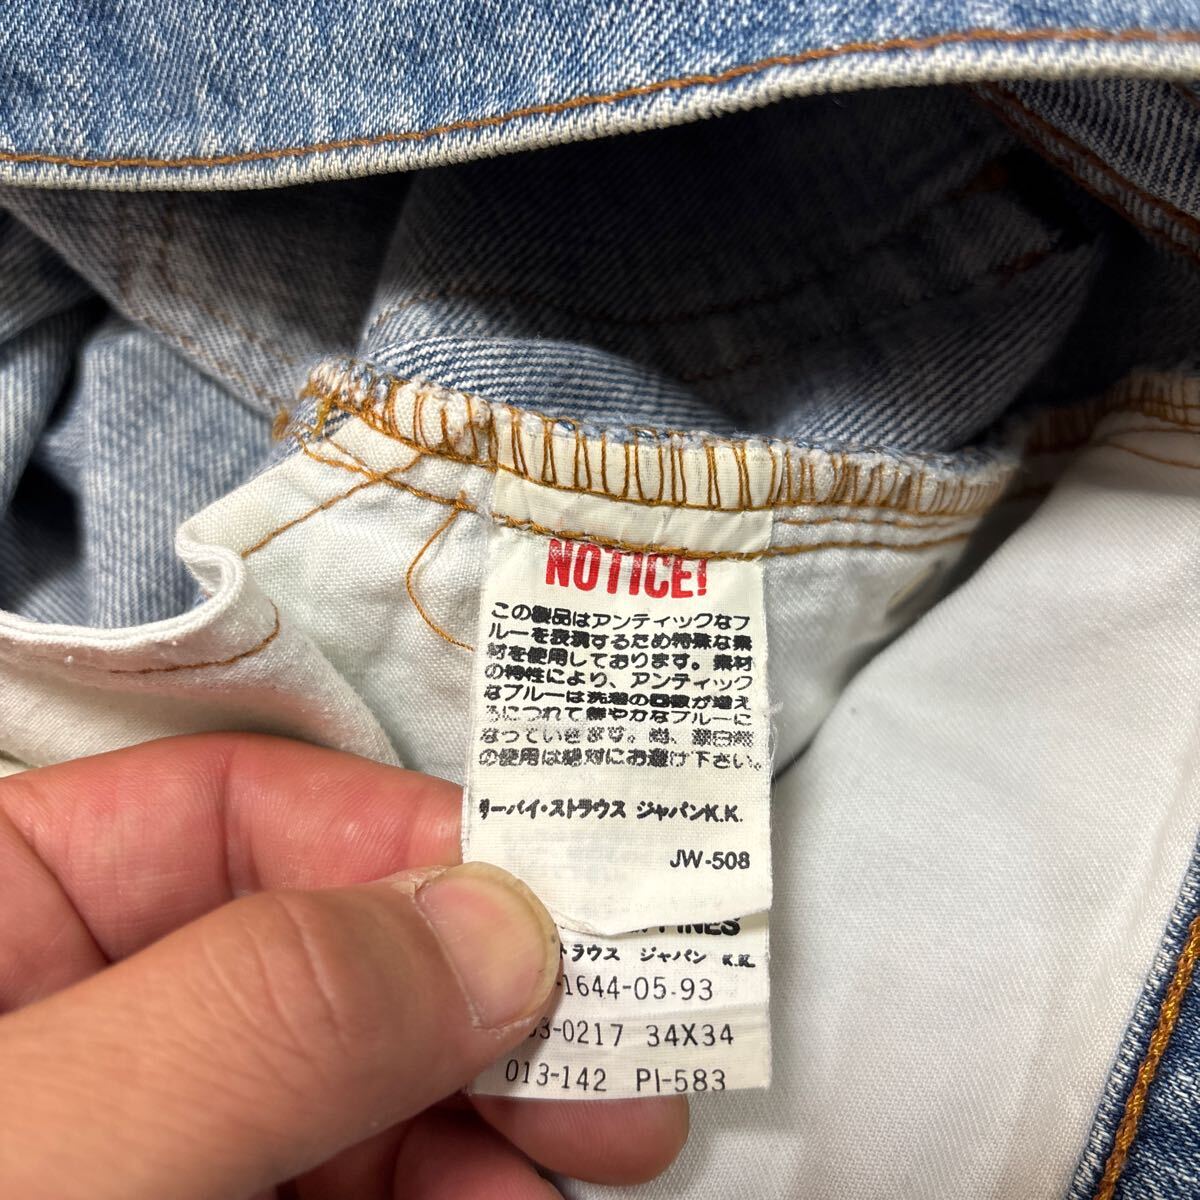 NOTICE!
この製品はアンティックなブ
ルーを表現するため特殊な素
材を使用しております。素材
の特性により、アンティック
なブルーは洗濯の回数が増え
るにつれて鮮やかなブルーに
なっていきます。尚、蛍白剤
の使用は絶対にお避け下さい。
リーバイ・ストラウス ジャパンK.K.
JW-508
PINES
トラウス ジャパン K.K.
-1644-05-93
3-0217 34X34
013-142 PI-583